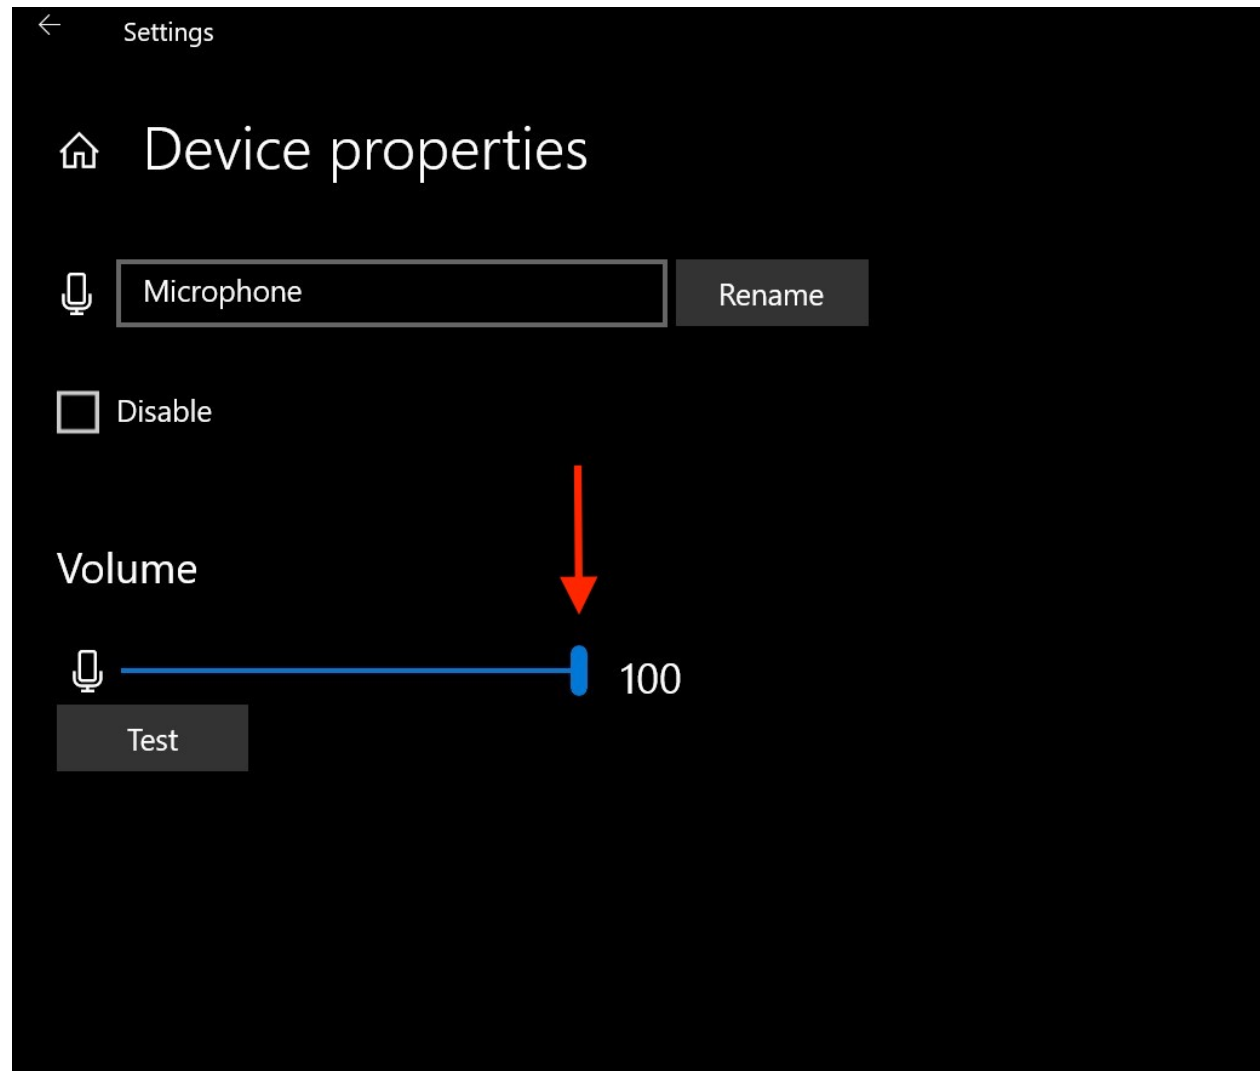 Settings
Device properties
Microphone
Rename
Disable
Volume
100
Test